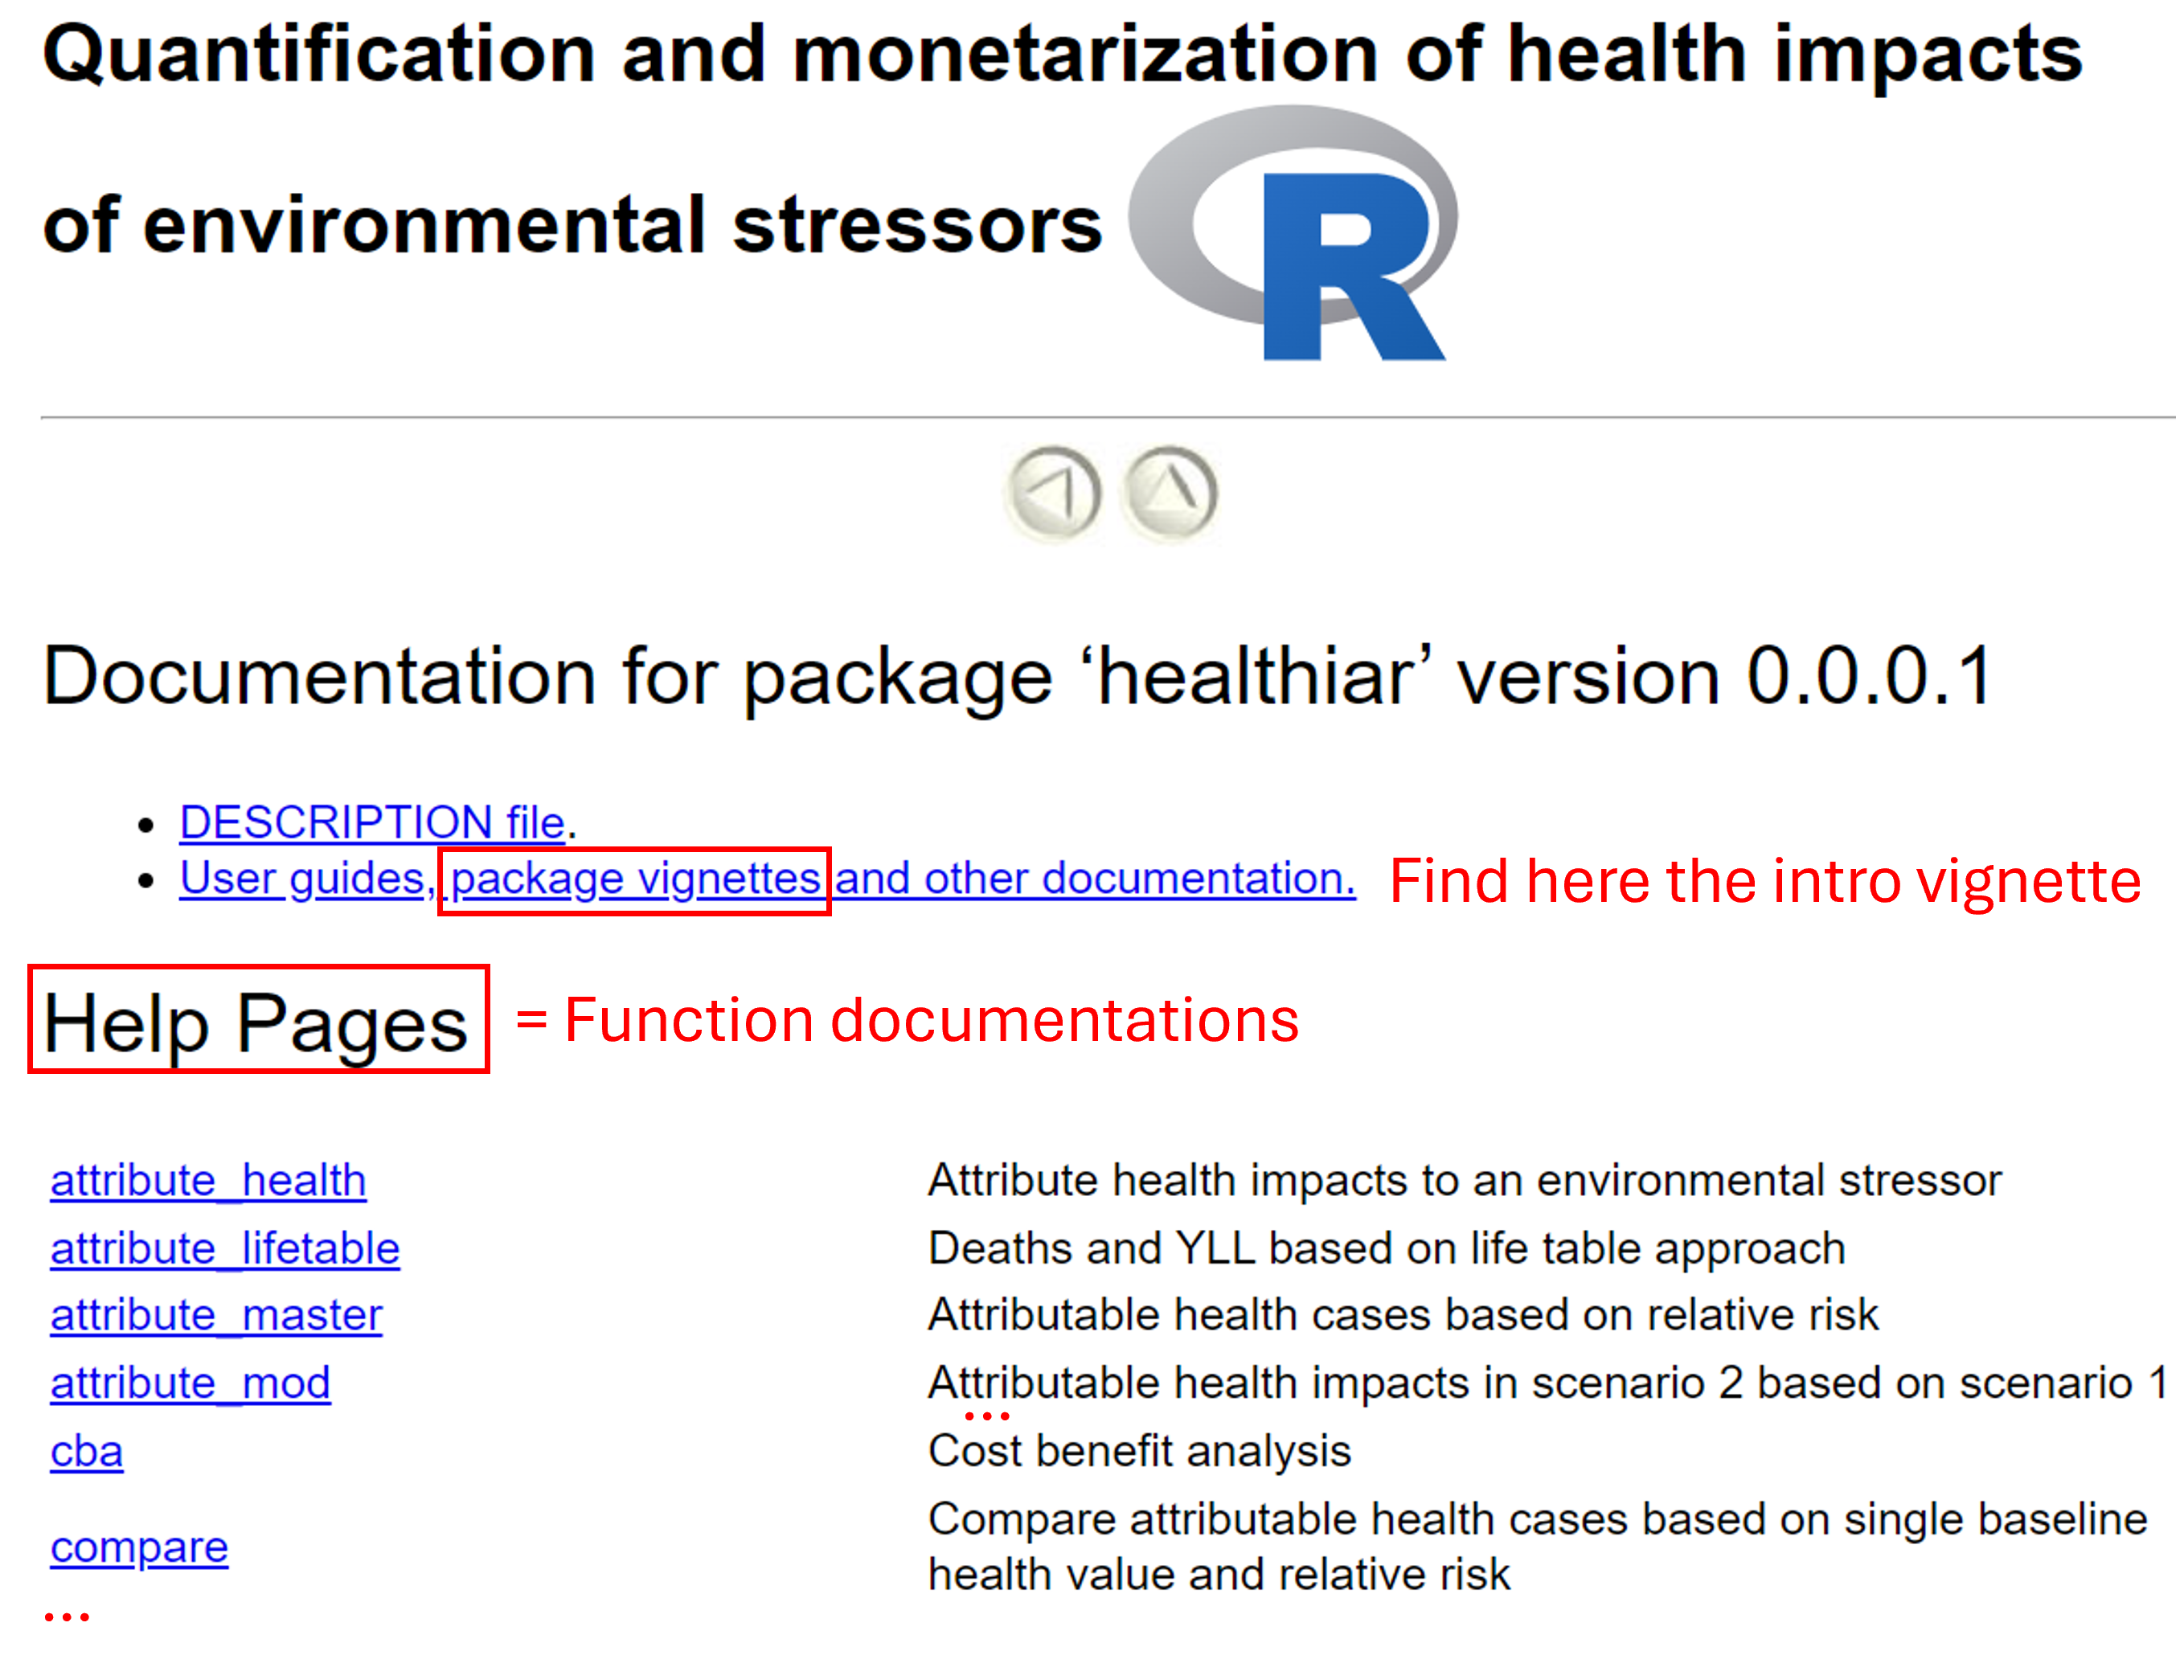 Quantification and monetarization of health impacts
of environmental stressors R
Documentation for package ‘healthiar’ version 0.0.0.1
• DESCRIPTION file.
• User guides, package vignettes and other documentation. Find here the intro vignette
Help Pages = Function documentations
attribute_health Attribute health impacts to an environmental stressor
attribute_lifetable Deaths and YLL based on life table approach
attribute_master Attributable health cases based on relative risk
attribute_mod Attributable health impacts in scenario 2 based on scenario 1
...
cba Cost benefit analysis
compare Compare attributable health cases based on single baseline
health value and relative risk
...